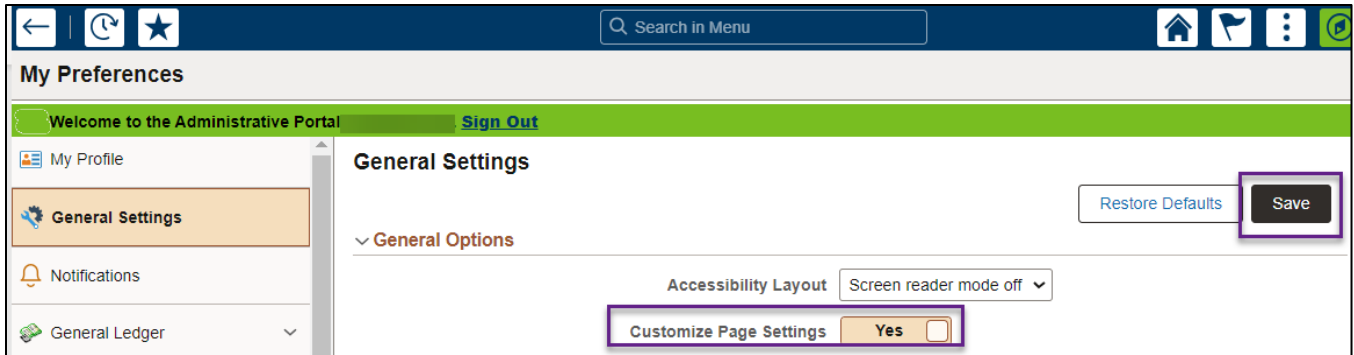 Search in Menu
My Preferences
Welcome to the Administrative Portal Sign Out
My Profile
General Settings
Notifications
General Ledger
General Settings
Restore Defaults
Save
General Options
Accessibility Layout Screen reader mode off
Customize Page Settings Yes